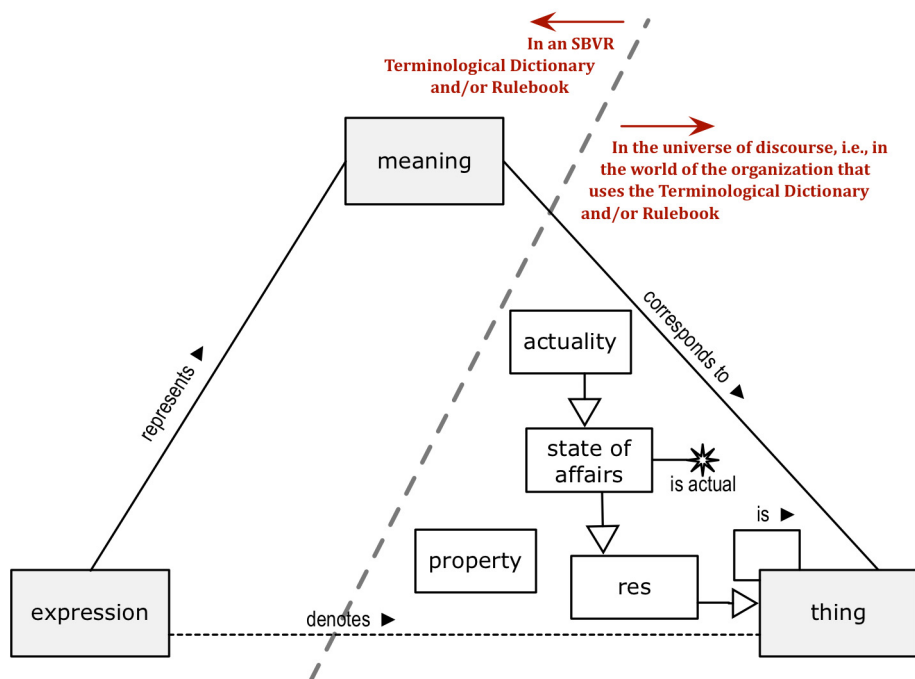 In an SBVR
Terminological Dictionary
and/or Rulebook
In the universe of discourse, i.e., in
the world of the organization that
uses the Terminological Dictionary
and/or Rulebook
meaning
corresponds to ►
represents ►
actuality
state of
affairs
is actual
is ►
property
res
expression
thing
denotes ►